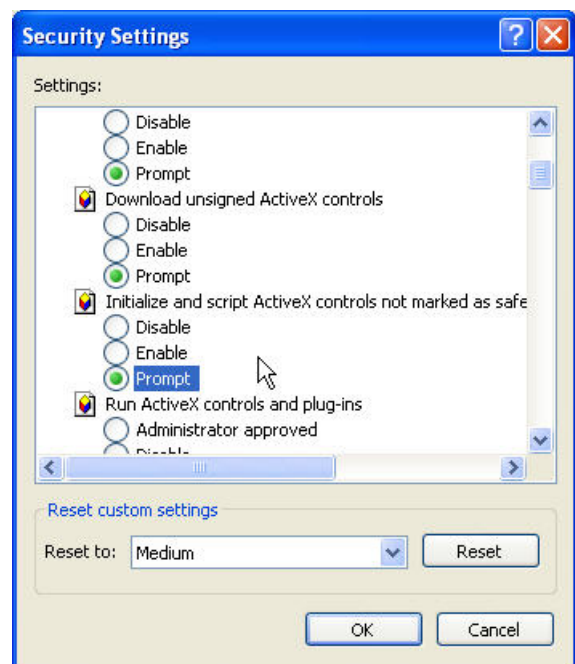 Security Settings
Settings:
Disable
Enable
Prompt
Download unsigned ActiveX controls
Disable
Enable
Prompt
Initialize and script ActiveX controls not marked as safe
Disable
Enable
Prompt
Run ActiveX controls and plug-ins
Administrator approved
Disable
Reset custom settings
Reset to: Medium Reset
OK Cancel